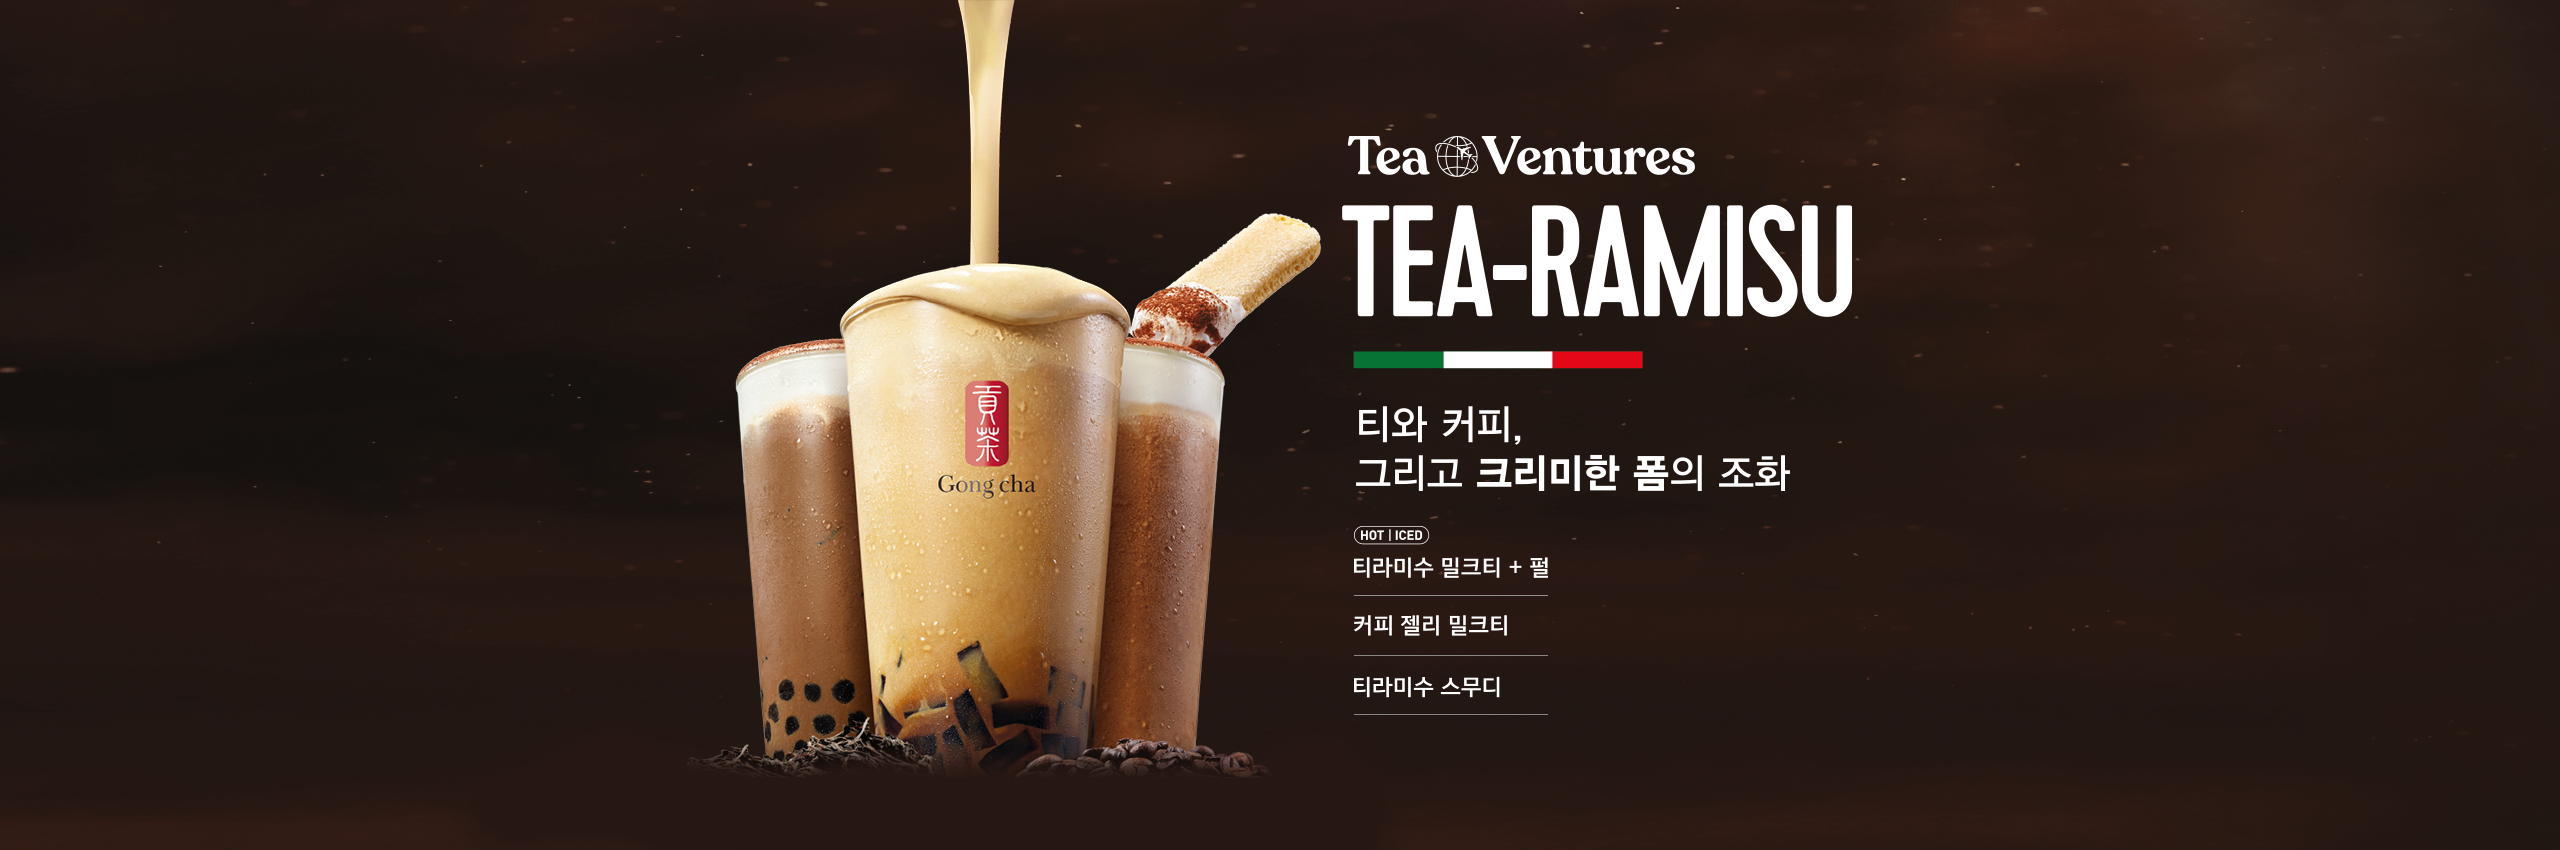 Tea Ventures
TEA-RAMISU
티와 커피,
그리고 크리미한 폼의 조화
HOT | ICED
티라미수 밀크티 + 펄
커피 젤리 밀크티
티라미수 스무디
貢茶
Gong cha